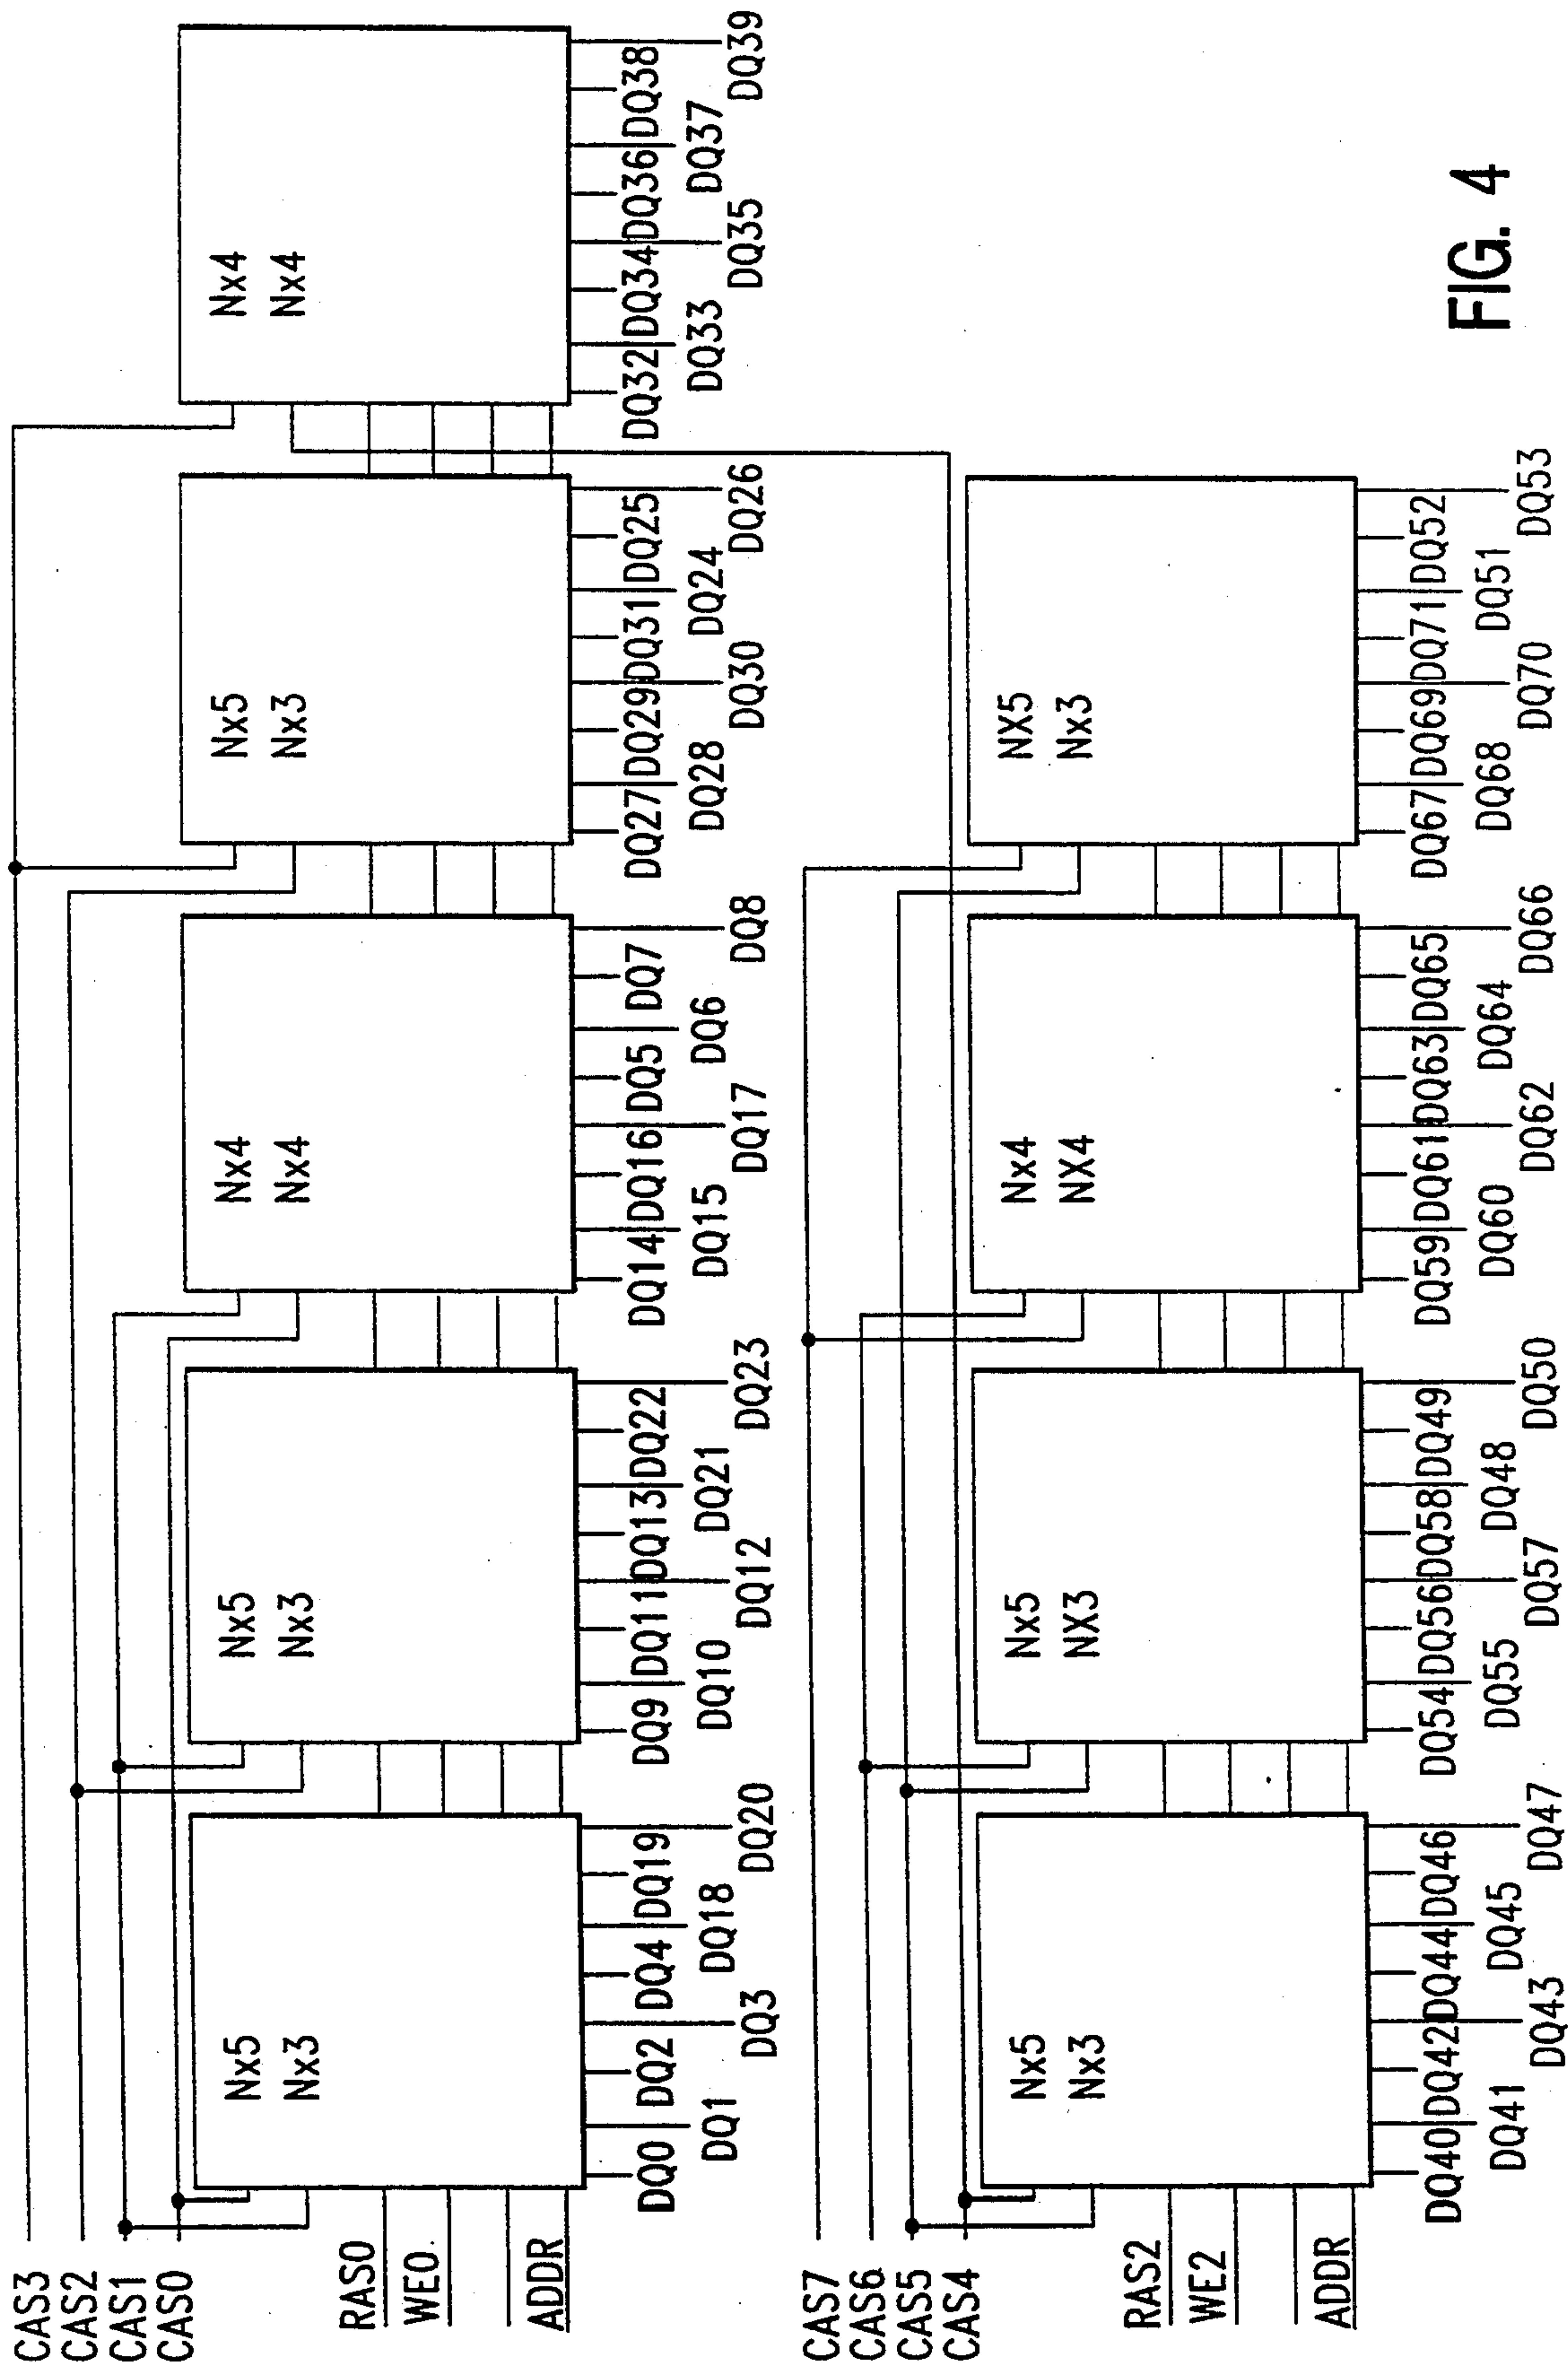 CAS3
CAS2
CAS1
CAS0
RAS0
WE0.
ADDR
Nx5
Nx3
DQ0 DQ2 DQ4 DQ19
DQ1 DQ18
DQ3 DQ20
Nx5
Nx3
DQ9 DQ11 DQ13 DQ22
DQ10 DQ21
DQ12 DQ23
Nx4
Nx4
DQ14 DQ16 DQ5 DQ7
DQ15 DQ6
DQ17 DQ8
Nx5
Nx3
DQ27 DQ29 DQ31 DQ25
DQ28 DQ24
DQ30 DQ26
Nx4
Nx4
DQ32 DQ34 DQ36 DQ38
DQ33 DQ37
DQ35 DQ39
CAS7
CAS6
CAS5
CAS4
RAS2
WE2
ADDR
Nx5
Nx3
DQ40 DQ42 DQ44 DQ46
DQ41 DQ45
DQ43 DQ47
Nx5
NX3
DQ54 DQ56 DQ58 DQ49
DQ55 DQ48
DQ57 DQ50
Nx4
NX4
DQ59 DQ61 DQ63 DQ65
DQ60 DQ64
DQ62 DQ66
NX5
Nx3
DQ67 DQ69 DQ71 DQ52
DQ68 DQ51
DQ70 DQ53
FIG. 4